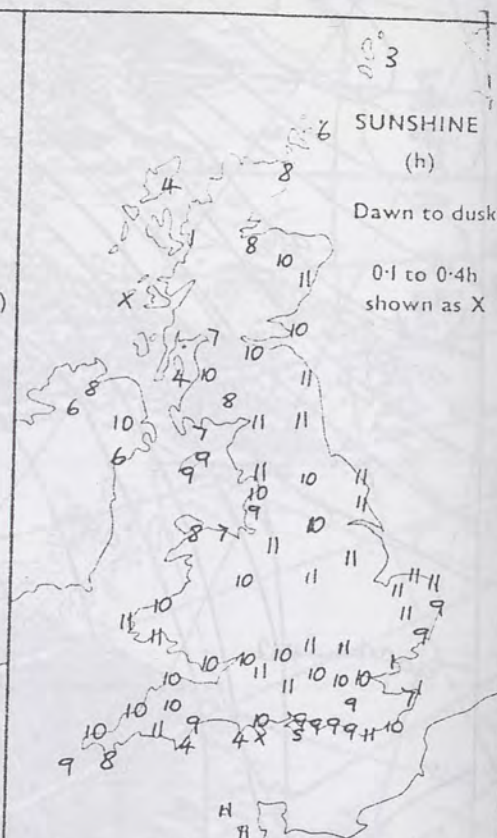 3
6 SUNSHINE
(h)
4 8
Dawn to dusk
8
10 0·1 to 0·4h
11 shown as X
X
)
7 10
10
4 10 11
8 8
6 10 11 11
7
6 9
9 11 10 11
10 11
9 10
8 7 11 11
10 11 11 11 11
10 11 9
11 11 9
10 10 10 11 11
10 11 10 10 10
11 9
10 10 9 10 9 9 9 9 10
10 11 4 4 X 5 11
9 8
H
H